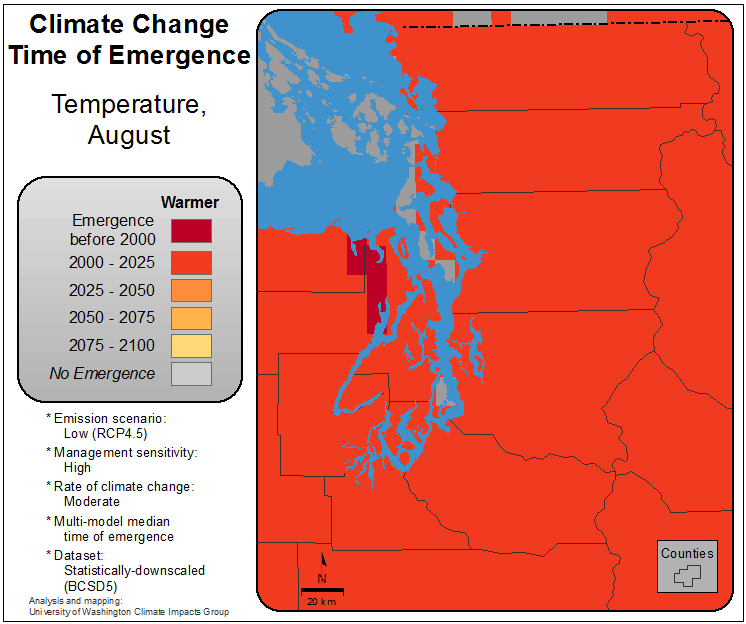 Climate Change
Time of Emergence
Temperature,
August
Warmer
Emergence
before 2000
2000 - 2025
2025 - 2050
2050 - 2075
2075 - 2100
No Emergence
* Emission scenario:
Low (RCP4.5)
* Management sensitivity:
High
* Rate of climate change:
Moderate
* Multi-model median
time of emergence
* Dataset:
Statistically-downscaled
(BCSD5)
Analysis and mapping:
University of Washington Climate Impacts Group
N
20 km
Counties